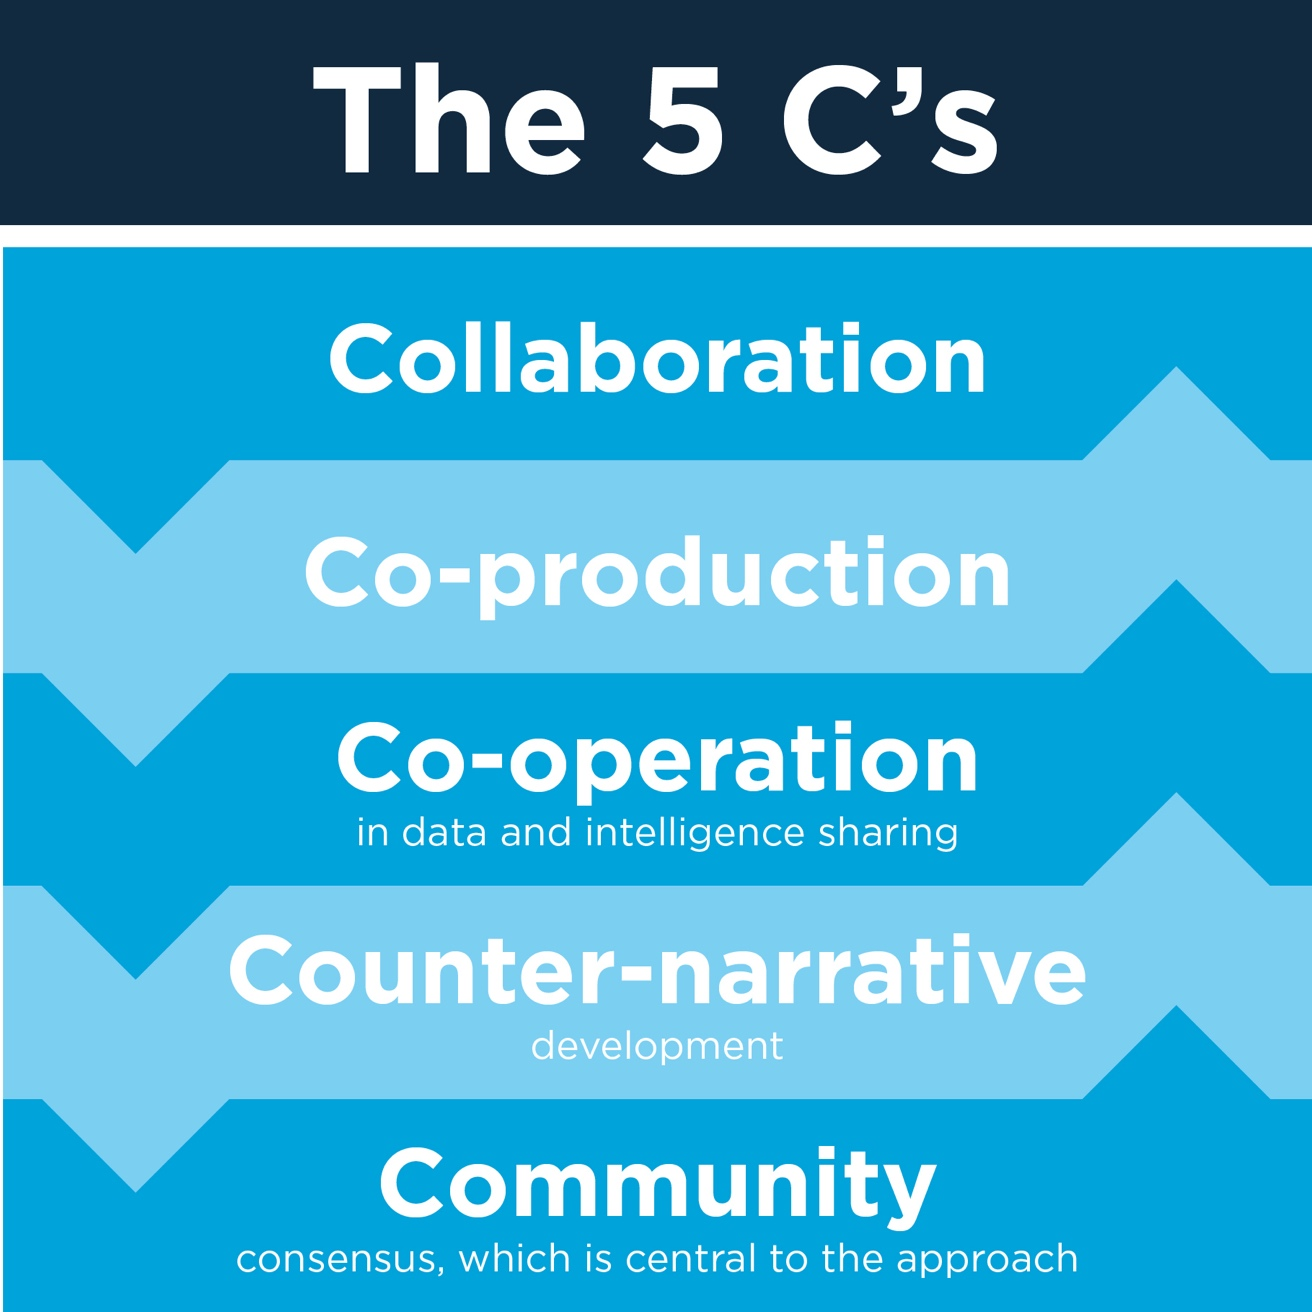 The 5 C’s
Collaboration
Co-production
Co-operation
in data and intelligence sharing
Counter-narrative
development
Community
consensus, which is central to the approach